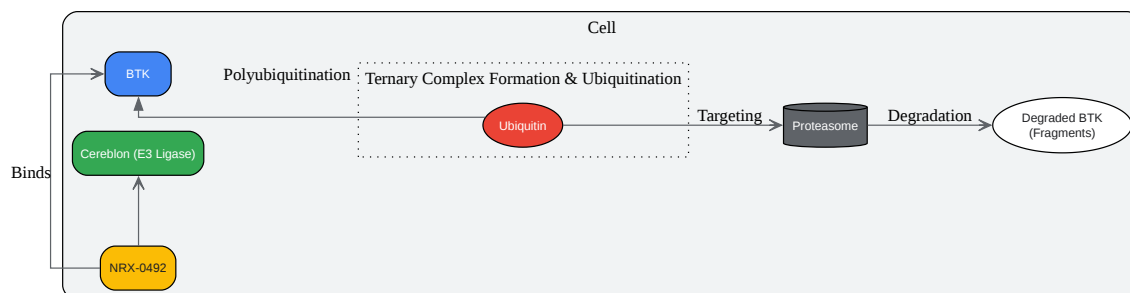 Cell
BTK
Polyubiquitination
Ternary Complex Formation & Ubiquitination
Ubiquitin
Targeting
Proteasome
Degradation
Degraded BTK
(Fragments)
Cereblon (E3 Ligase)
Binds
NRX-0492